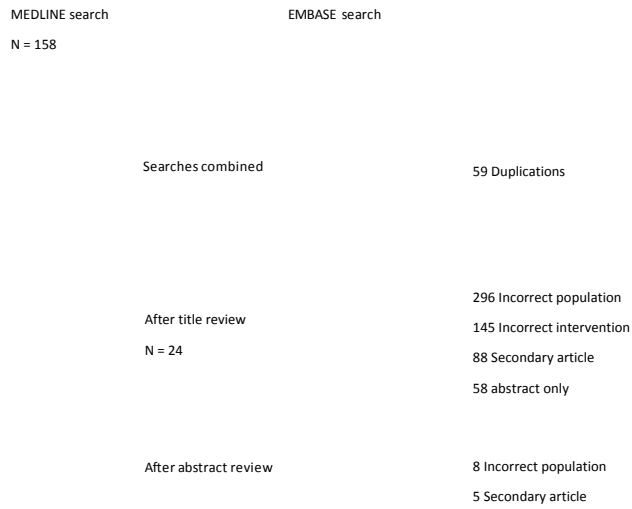 MEDLINE search
N = 158
EMBASE search
Searches combined
59 Duplications
After title review
N = 24
296 Incorrect population
145 Incorrect intervention
88 Secondary article
58 abstract only
After abstract review
8 Incorrect population
5 Secondary article